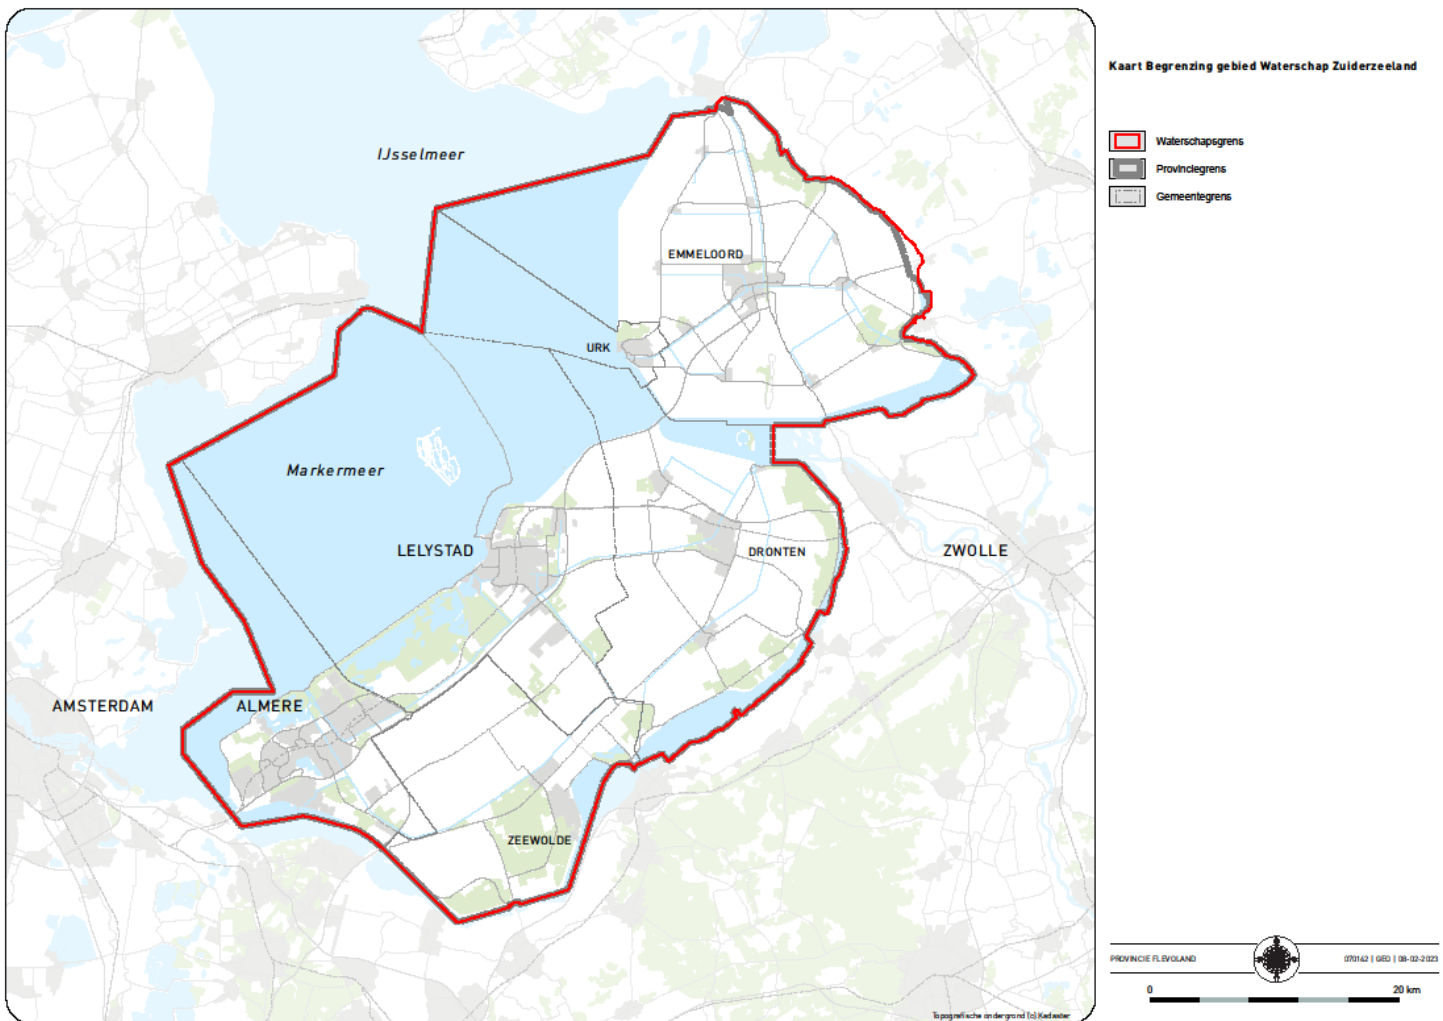 Kaart Begrenzing gebied Waterschap Zuiderzeeland
Waterschapsgrens
Provinciegrens
Gemeentegrens
IJsselmeer
EMMELOORD
URK
Markermeer
LELYSTAD
DRONTEN
ZWOLLE
AMSTERDAM
ALMERE
ZEEWOLDE
PROVINCIE FLEVOLAND
070142 | GEO | 08-02-2023
0 20 km
Topografische ondergrond (c) Kadaster